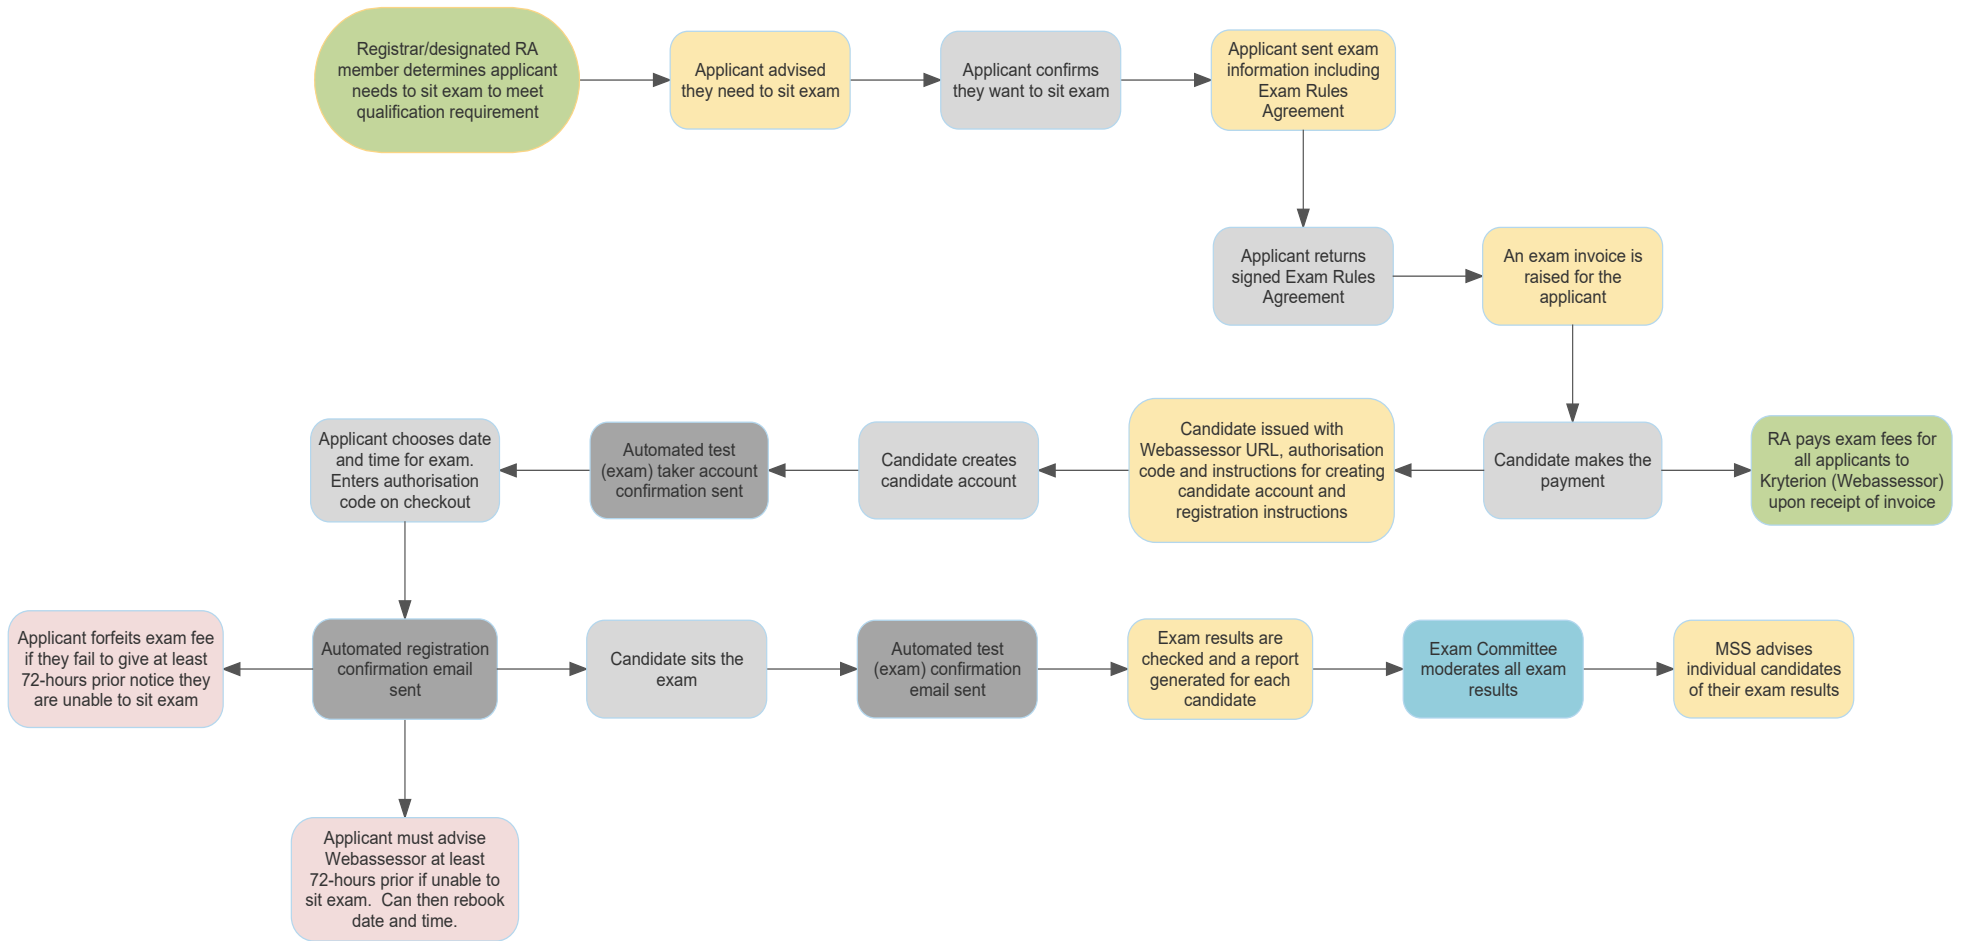 Registrar/designated RA
member determines applicant
needs to sit exam to meet
qualification requirement
Applicant advised
they need to sit exam
Applicant confirms
they want to sit exam
Applicant sent exam
information including
Exam Rules
Agreement
Applicant returns
signed Exam Rules
Agreement
An exam invoice is
raised for the
applicant
Candidate makes the
payment
RA pays exam fees for
all applicants to
Kryterion (Webassessor)
upon receipt of invoice
Candidate issued with
Webassessor URL, authorisation
code and instructions for creating
candidate account and
registration instructions
Candidate creates
candidate account
Automated test
(exam) taker account
confirmation sent
Applicant chooses date
and time for exam.
Enters authorisation
code on checkout
Automated registration
confirmation email
sent
Applicant forfeits exam fee
if they fail to give at least
72-hours prior notice they
are unable to sit exam
Applicant must advise
Webassessor at least
72-hours prior if unable to
sit exam.  Can then rebook
date and time.
Candidate sits the
exam
Automated test
(exam) confirmation
email sent
Exam results are
checked and a report
generated for each
candidate
Exam Committee
moderates all exam
results
MSS advises
individual candidates
of their exam results